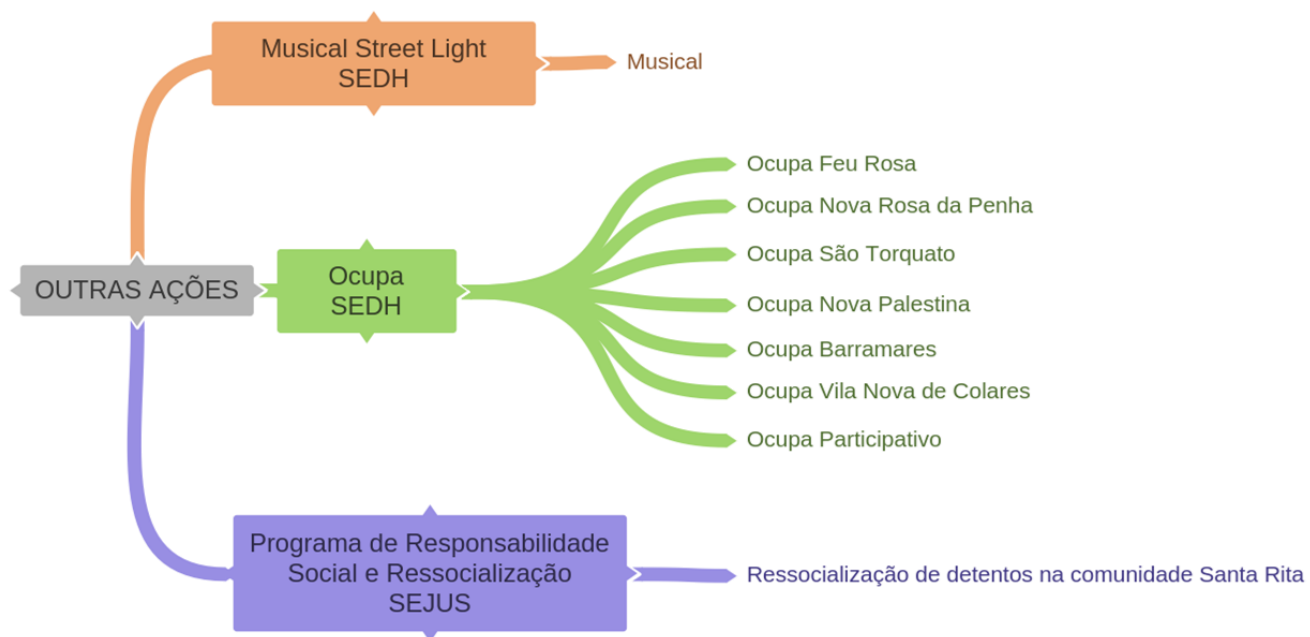 Musical Street Light
SEDH
Musical
OUTRAS AÇÕES
Ocupa
SEDH
Ocupa Feu Rosa
Ocupa Nova Rosa da Penha
Ocupa São Torquato
Ocupa Nova Palestina
Ocupa Barramares
Ocupa Vila Nova de Colares
Ocupa Participativo
Programa de Responsabilidade
Social e Ressocialização
SEJUS
Ressocialização de detentos na comunidade Santa Rita